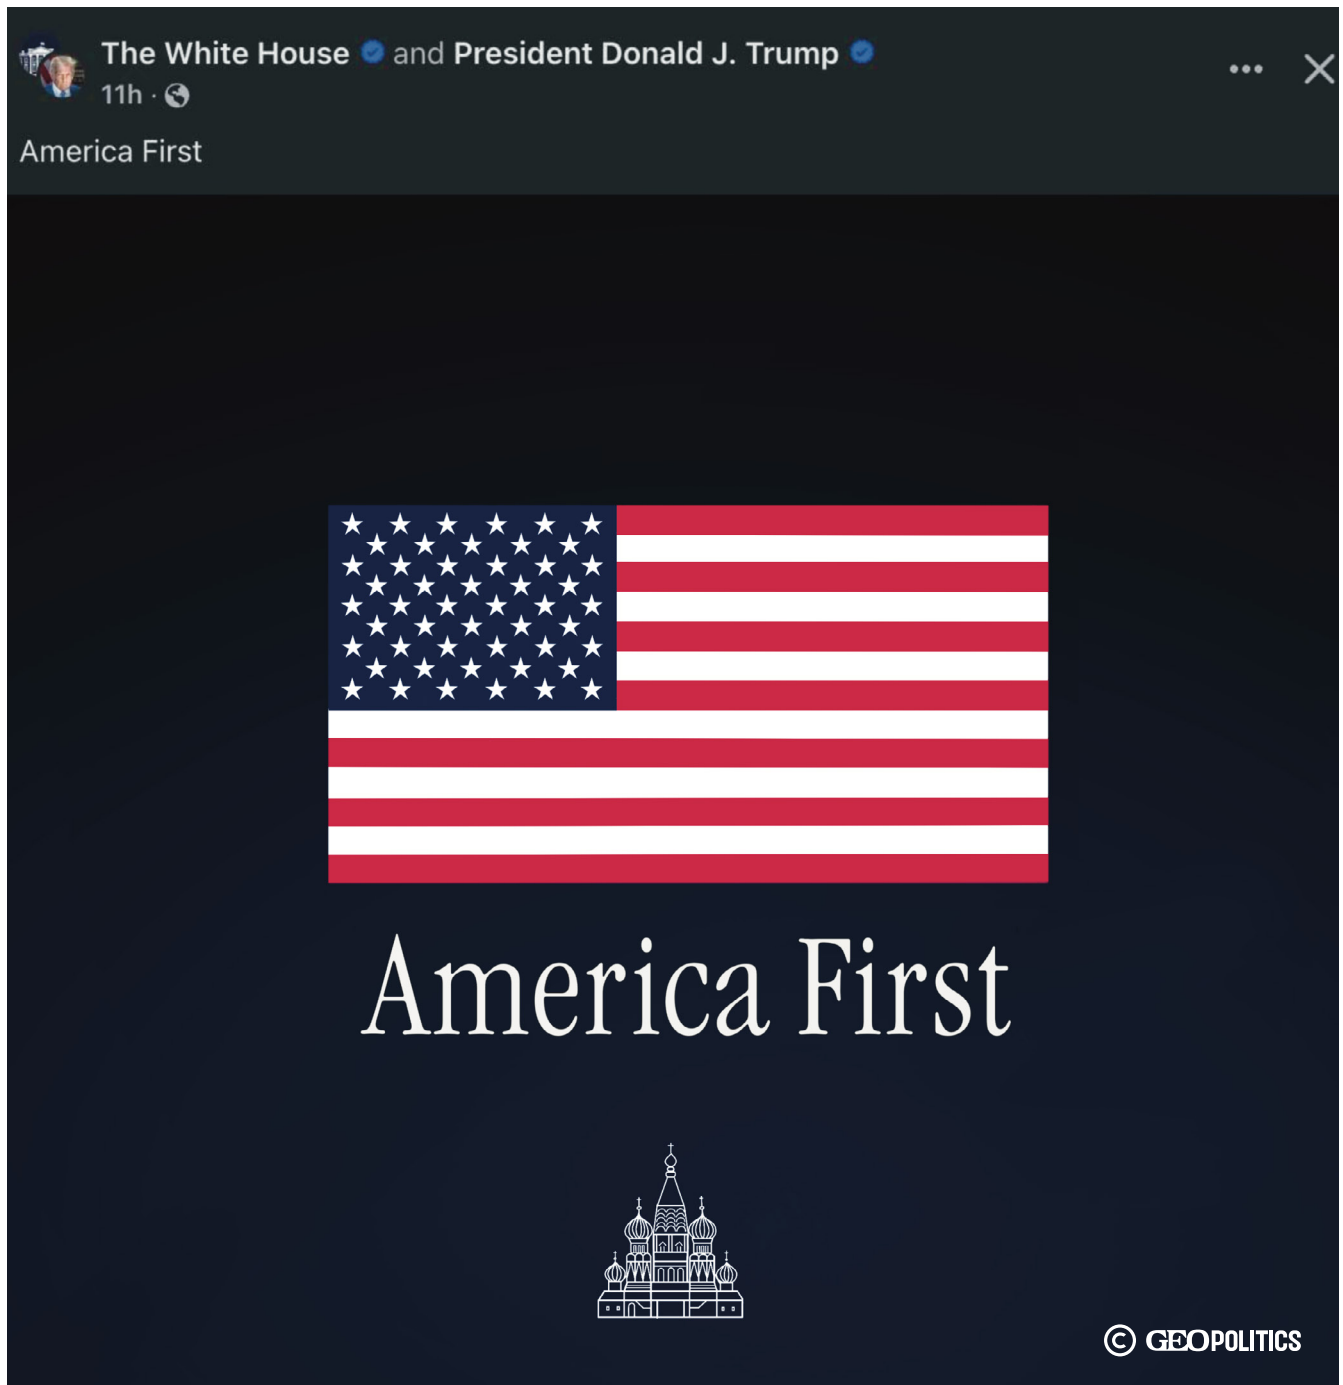 The White House and President Donald J. Trump
11h ·
America First
America First
© GEOPOLITICS